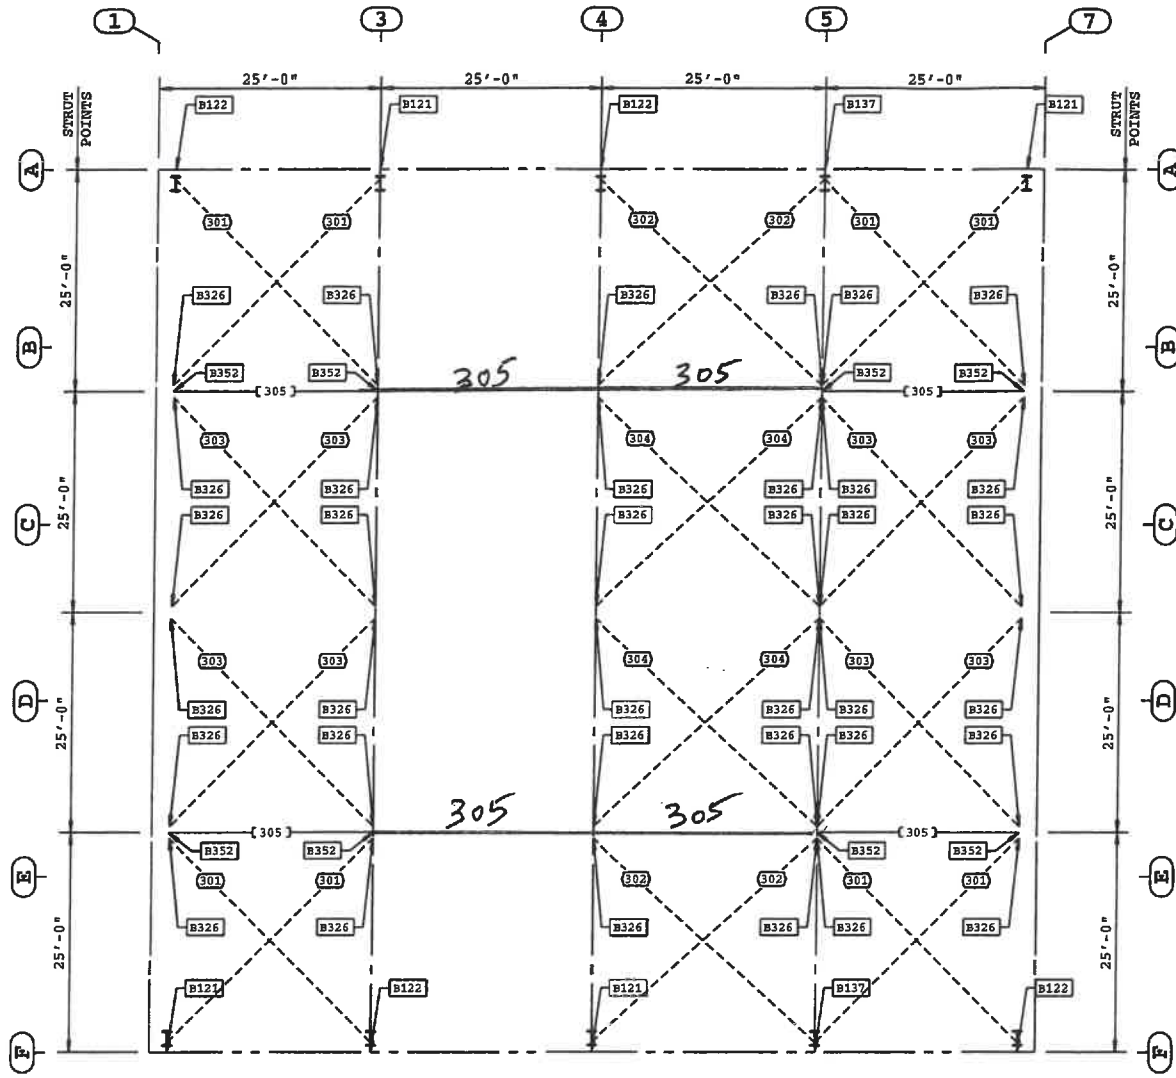 1 3 4 5 7
25'-0" 25'-0" 25'-0" 25'-0"
STRUT POINTS STRUT POINTS
B122 B121 B122 B137 B121
A A
301 301 302 302 301 301
25'-0" 25'-0"
B326 B326 B326 B326 B326 B326
B B
B352 B352 B352 B352
305 305 305 305
303 303 304 304 303 303
B326 B326 B326 B326 B326 B326
25'-0" 25'-0"
B326 B326 B326 B326 B326 B326
C C
303 303 304 304 303 303
D D
B326 B326 B326 B326 B326 B326
25'-0" 25'-0"
B326 B326 B326 B326 B326 B326
305 305 305 305
B352 B352 B352 B352
E E
301 301 302 302 301 301
B326 B326 B326 B326 B326 B326
25'-0" 25'-0"
B121 B122 B121 B137 B122
F F